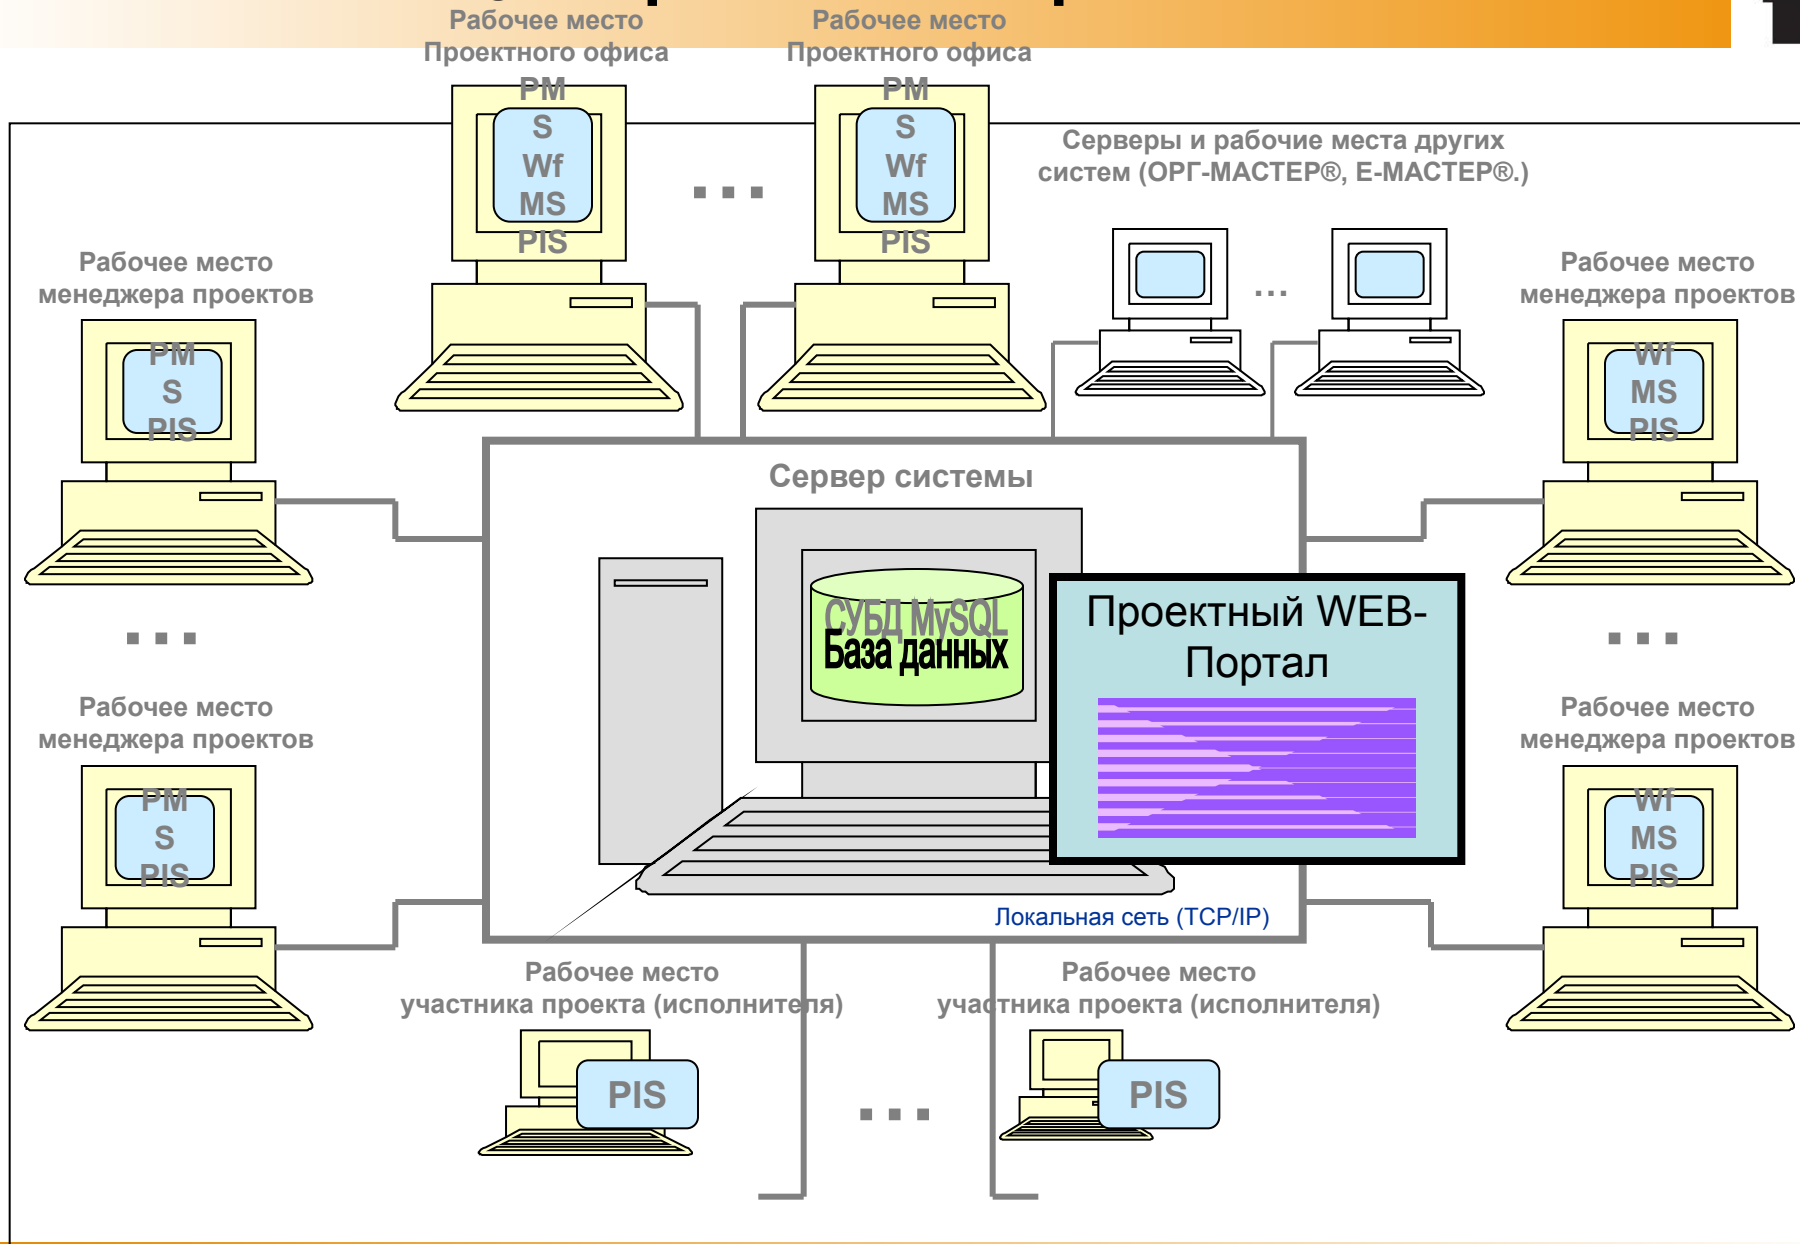 Рабочее место
Проектного офиса
Рабочее место
Проектного офиса
PM
S
Wf
MS
PIS
...
PM
S
Wf
MS
PIS
Серверы и рабочие места других
систем (ОРГ-МАСТЕР®, Е-МАСТЕР®.)
...
Рабочее место
менеджера проектов
PM
S
PIS
Рабочее место
менеджера проектов
Wf
MS
PIS
Сервер системы
СУБД MySQL
База данных
Проектный WEB-
Портал
...
...
Рабочее место
менеджера проектов
PM
S
PIS
Рабочее место
менеджера проектов
Wf
MS
PIS
Локальная сеть (TCP/IP)
Рабочее место
участника проекта (исполнителя)
Рабочее место
участника проекта (исполнителя)
PIS
...
PIS